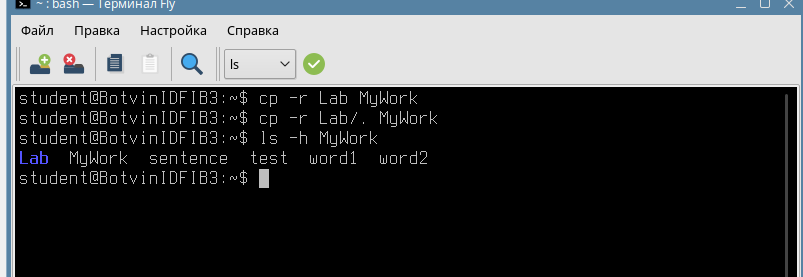 ~ : bash — Терминал Fly
Файл Правка Настройка Справка
ls
student@BotvinIDFIB3:~$ cp -r Lab MyWork
student@BotvinIDFIB3:~$ cp -r Lab/. MyWork
student@BotvinIDFIB3:~$ ls -h MyWork
Lab MyWork sentence test word1 word2
student@BotvinIDFIB3:~$